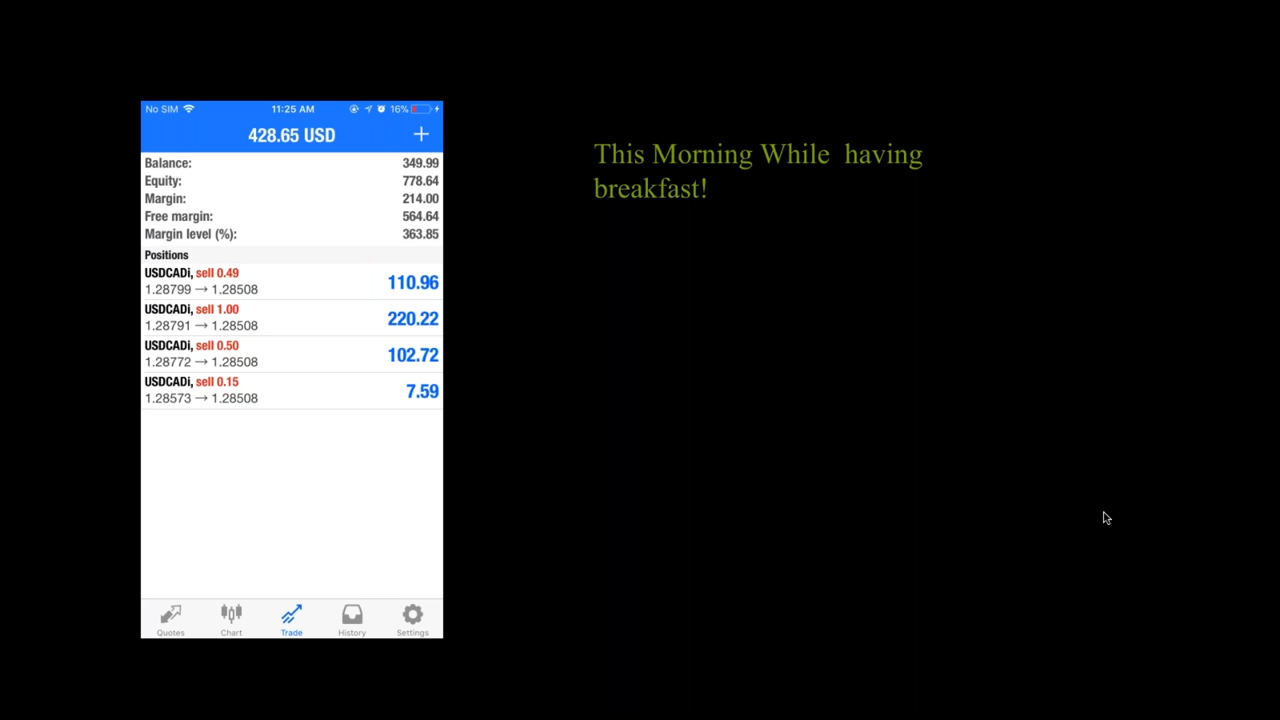 No SIM 11:25 AM 16%
428.65 USD +
Balance: 349.99
Equity: 778.64
Margin: 214.00
Free margin: 564.64
Margin level (%): 363.85
Positions
USDCADi, sell 0.49
1.28799 → 1.28508 110.96
USDCADi, sell 1.00
1.28791 → 1.28508 220.22
USDCADi, sell 0.50
1.28772 → 1.28508 102.72
USDCADi, sell 0.15
1.28573 → 1.28508 7.59
Quotes Chart Trade History Settings
This Morning While having
breakfast!